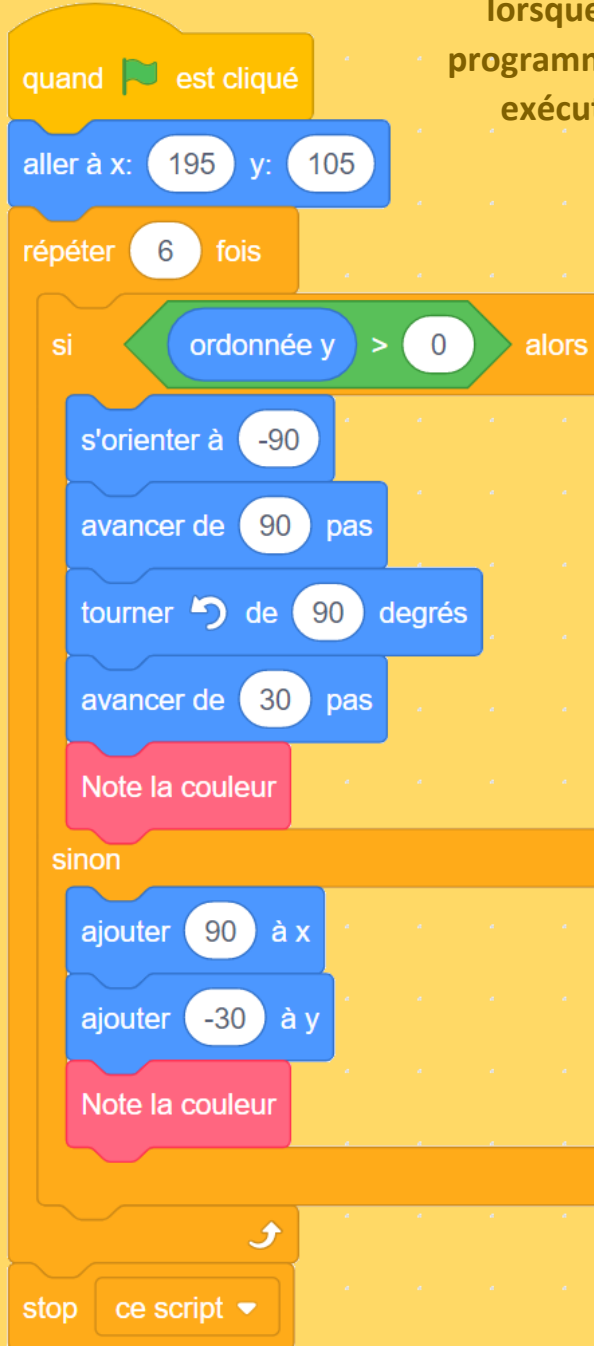 lorsque
quand est cliqué
aller à x: 195 y: 105
répéter 6 fois
si ordonnée y > 0 alors
s'orienter à -90
avancer de 90 pas
tourner de 90 degrés
avancer de 30 pas
Note la couleur
sinon
ajouter 90 à x
ajouter -30 à y
Note la couleur
stop ce script